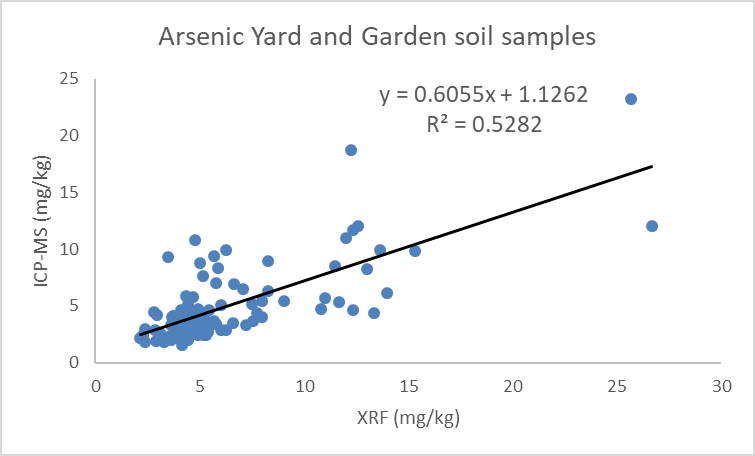 Arsenic Yard and Garden soil samples
y = 0.6055x + 1.1262
R² = 0.5282
ICP-MS (mg/kg)
25
20
15
10
5
0
0 5 10 15 20 25 30
XRF (mg/kg)